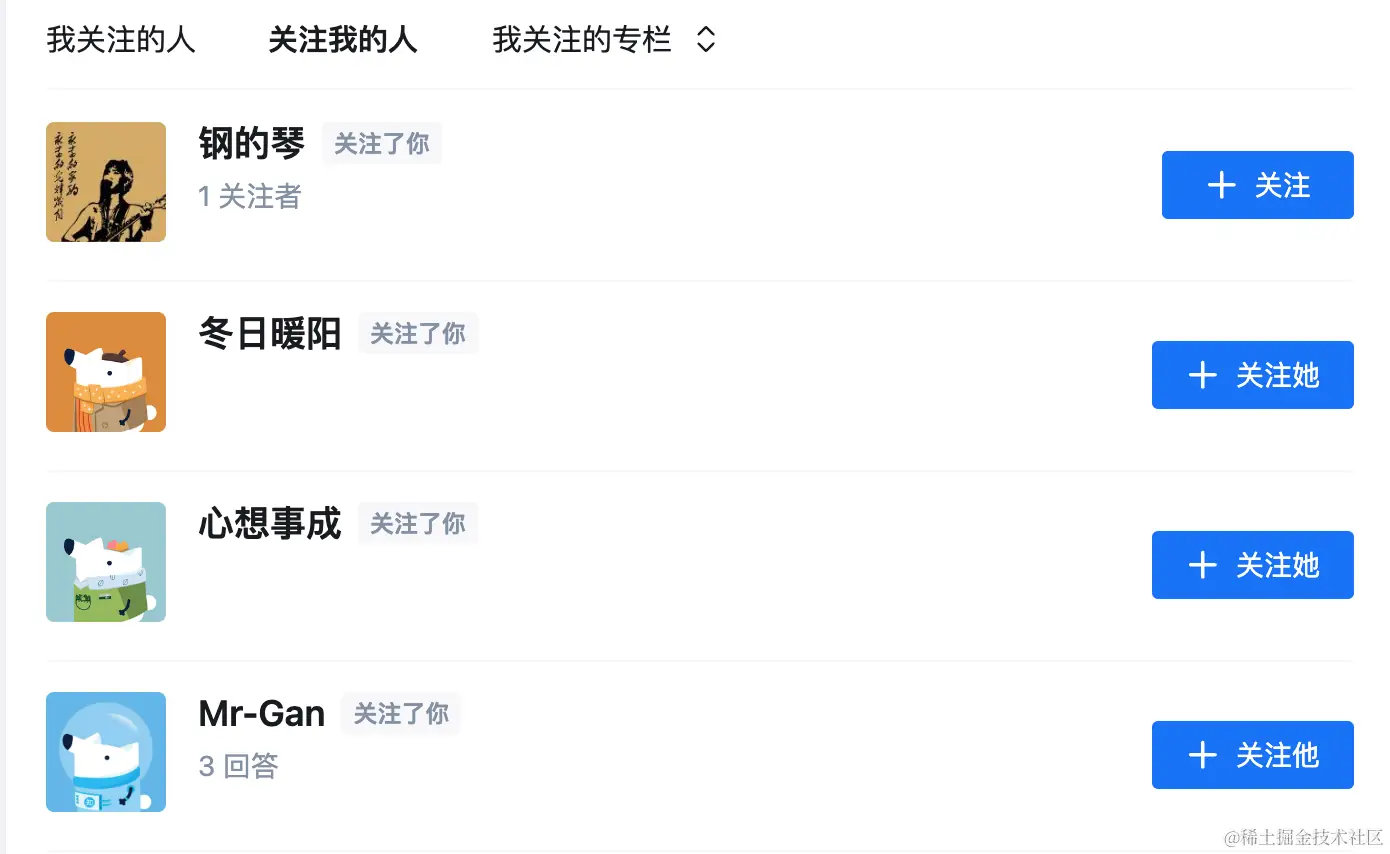 我关注的人 关注我的人 我关注的专栏
钢的琴 关注了你
1 关注者
+ 关注
冬日暖阳 关注了你
+ 关注她
心想事成 关注了你
+ 关注她
Mr-Gan 关注了你
3 回答
+ 关注他
@稀土掘金技术社区